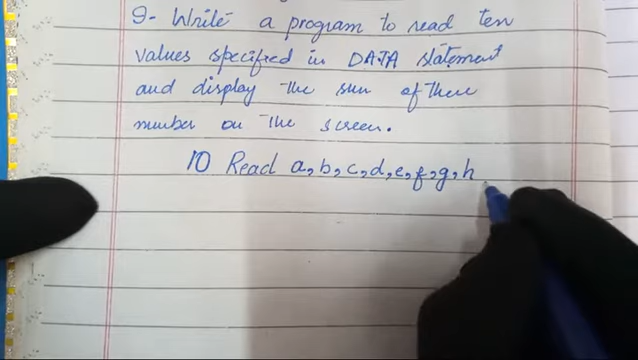 9- Write a program to read ten
values specified in DATA statement
and display the sum of these
number on the screen.
10 Read a,b,c,d,e,f,g,h